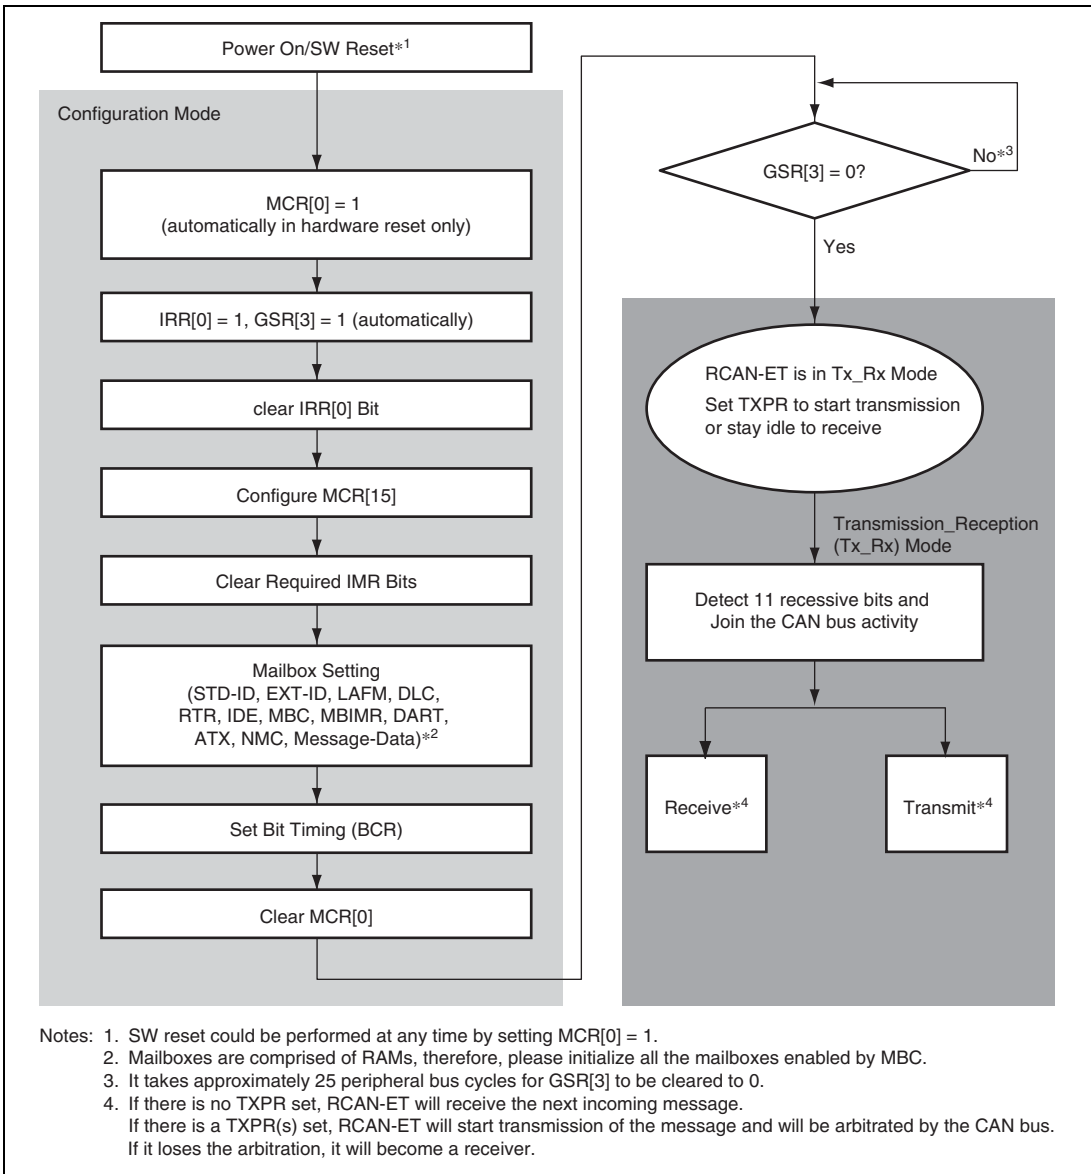 Power On/SW Reset*1
Configuration Mode
MCR[0] = 1
(automatically in hardware reset only)
IRR[0] = 1, GSR[3] = 1 (automatically)
clear IRR[0] Bit
Configure MCR[15]
Clear Required IMR Bits
Mailbox Setting
(STD-ID, EXT-ID, LAFM, DLC,
RTR, IDE, MBC, MBIMR, DART,
ATX, NMC, Message-Data)*2
Set Bit Timing (BCR)
Clear MCR[0]
GSR[3] = 0?
No*3
Yes
RCAN-ET is in Tx_Rx Mode
Set TXPR to start transmission
or stay idle to receive
Transmission_Reception
(Tx_Rx) Mode
Detect 11 recessive bits and
Join the CAN bus activity
Receive*4
Transmit*4
Notes: 1. SW reset could be performed at any time by setting MCR[0] = 1.
2. Mailboxes are comprised of RAMs, therefore, please initialize all the mailboxes enabled by MBC.
3. It takes approximately 25 peripheral bus cycles for GSR[3] to be cleared to 0.
4. If there is no TXPR set, RCAN-ET will receive the next incoming message.
If there is a TXPR(s) set, RCAN-ET will start transmission of the message and will be arbitrated by the CAN bus.
If it loses the arbitration, it will become a receiver.